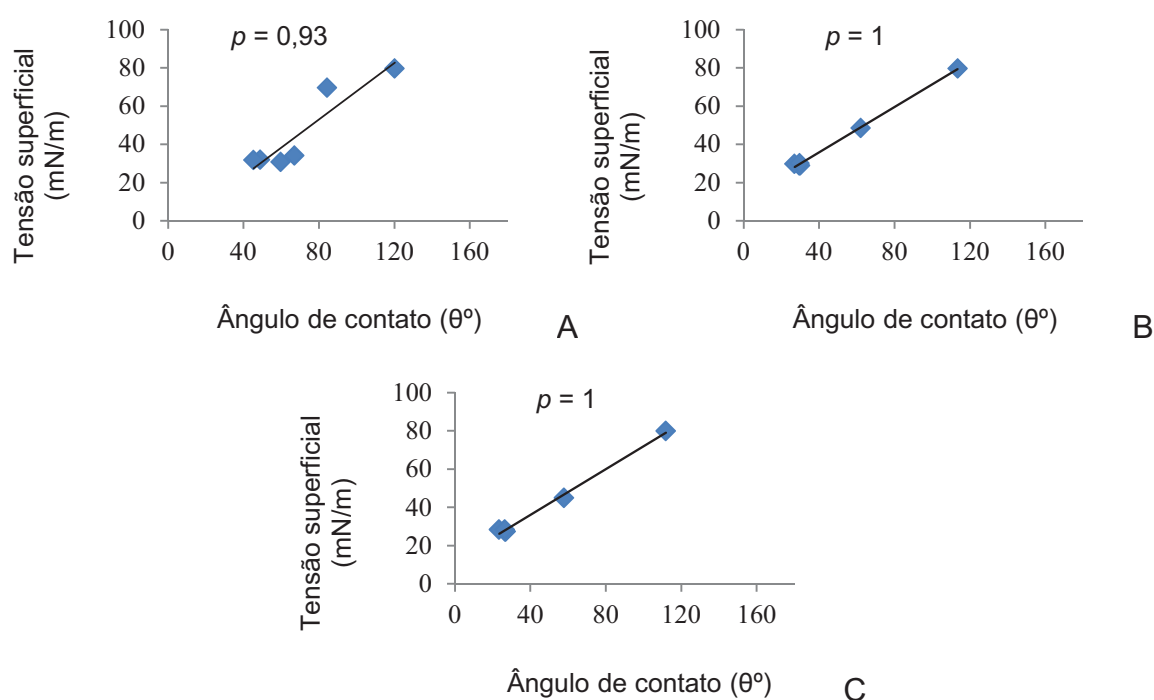 p = 0,93
Tensão superficial
(mN/m)
100
80
60
40
20
0
0 40 80 120 160
Ângulo de contato (θº)
A
p = 1
Tensão superficial
(mN/m)
100
80
60
40
20
0
0 40 80 120 160
Ângulo de contato (θº)
B
p = 1
Tensão superficial
(mN/m)
100
80
60
40
20
0
0 40 80 120 160
Ângulo de contato (θº)
C